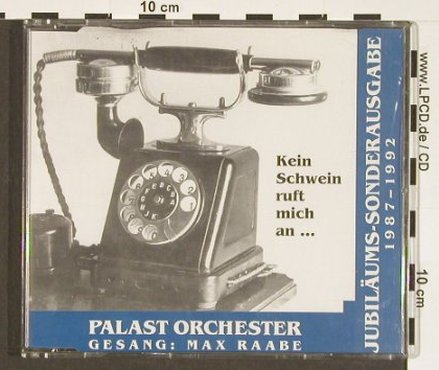 10 cm
Kein
Schwein
ruft
mich
an ...
JUBILÄUMS-SONDERAUSGABE
1987-1992
PALAST ORCHESTER
GESANG: MAX RAABE
www.LPCD.de / CD
10 cm